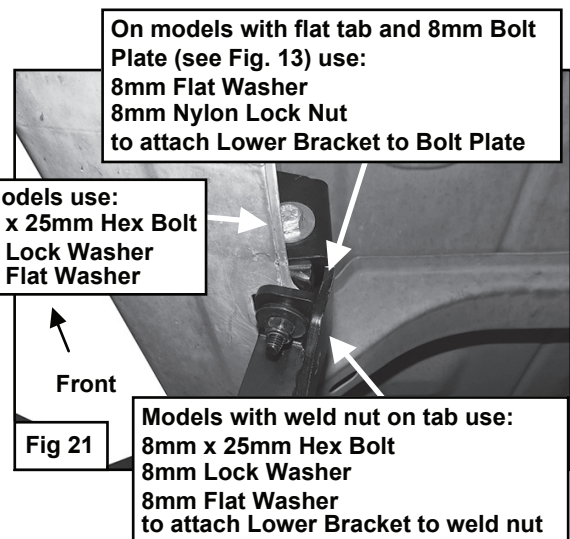 On models with flat tab and 8mm Bolt
Plate (see Fig. 13) use:
8mm Flat Washer
8mm Nylon Lock Nut
to attach Lower Bracket to Bolt Plate
use:
x 25mm Hex Bolt
Lock Washer
Flat Washer
Front
Fig 21
Models with weld nut on tab use:
8mm x 25mm Hex Bolt
8mm Lock Washer
8mm Flat Washer
to attach Lower Bracket to weld nut